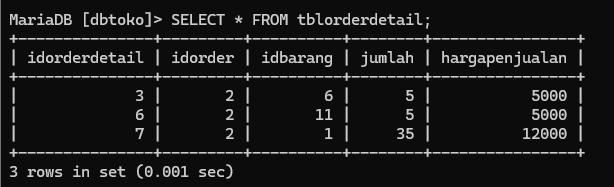 MariaDB [dbtoko]> SELECT * FROM tblorderdetail;
+---------------+---------+----------+--------+----------------+
| idorderdetail | idorder | idbarang | jumlah | hargapenjualan |
+---------------+---------+----------+--------+----------------+
|             3 |       2 |        6 |      5 |           5000 |
|             6 |       2 |       11 |      5 |           5000 |
|             7 |       2 |        1 |     35 |          12000 |
+---------------+---------+----------+--------+----------------+
3 rows in set (0.001 sec)